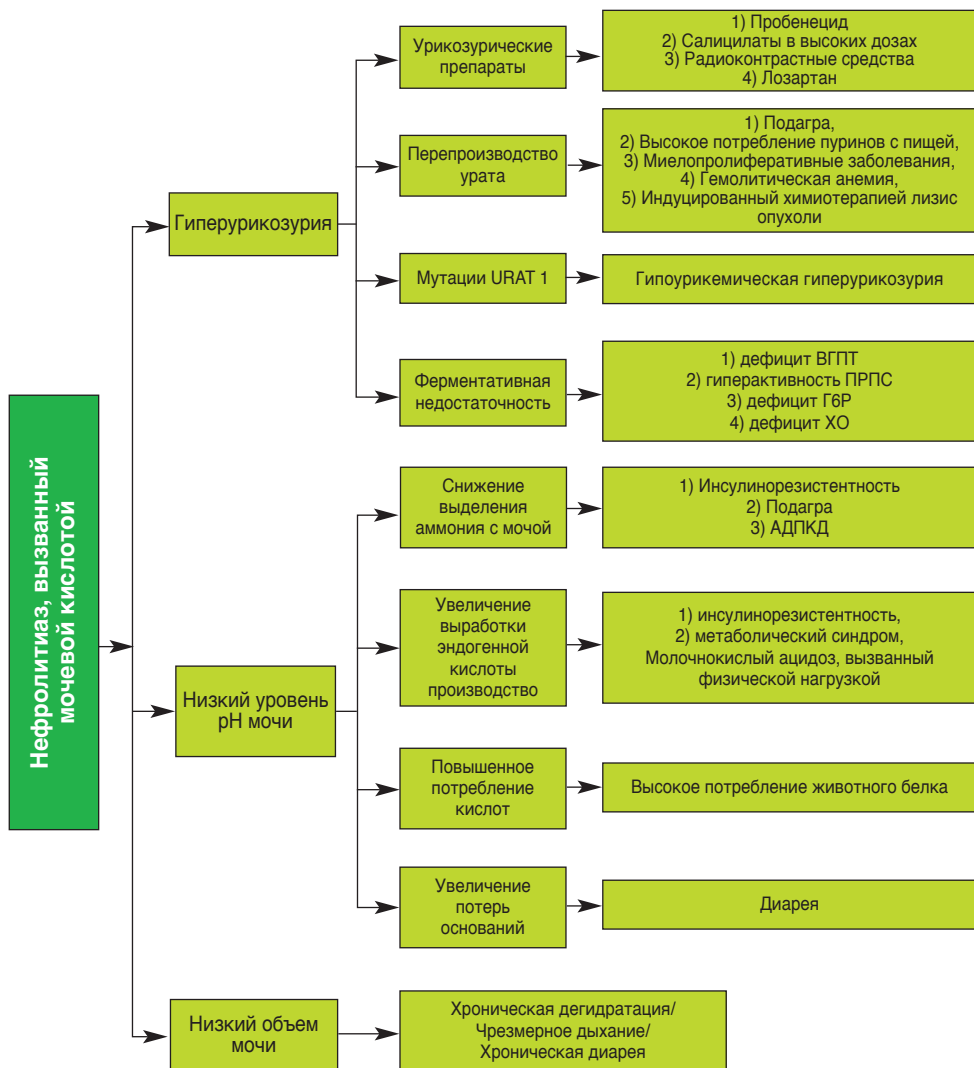 Нефролитиаз, вызванный
мочевой кислотой
Гиперурикозурия
Урикозурические
препараты
1) Пробенецид
2) Салицилаты в высоких дозах
3) Радиоконтрастные средства
4) Лозартан
Перепроизводство
урата
1) Подагра,
2) Высокое потребление пуринов с пищей,
3) Миелопролиферативные заболевания,
4) Гемолитическая анемия,
5) Индуцированный химиотерапией лизис
опухоли
Мутации URAT 1
Гипоурикемическая гиперурикозурия
Ферментативная
недостаточность
1) дефицит ВГПТ
2) гиперактивность ПРПС
3) дефицит Г6Р
4) дефицит ХО
Низкий уровень
pH мочи
Снижение
выделения
аммония с мочой
1) Инсулинорезистентность
2) Подагра
3) АДПКД
Увеличение
выработки
эндогенной
кислоты
производство
1) инсулинорезистентность,
2) метаболический синдром,
Молочнокислый ацидоз, вызванный
физической нагрузкой
Повышенное
потребление
кислот
Высокое потребление животного белка
Увеличение
потерь
оснований
Диарея
Низкий объем
мочи
Хроническая дегидратация/
Чрезмерное дыхание/
Хроническая диарея